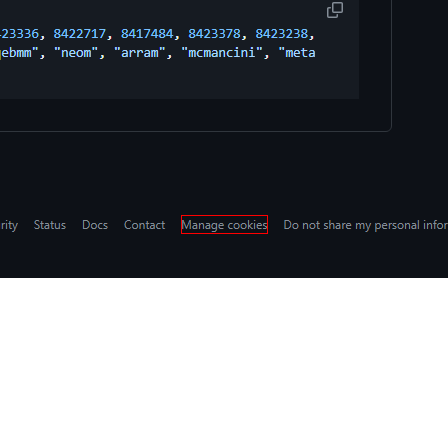 23336, 8422717, 8417484, 8423378, 8423238,
ebmm", "neom", "arram", "mcmancini", "meta
rity Status Docs Contact Manage cookies Do not share my personal infor